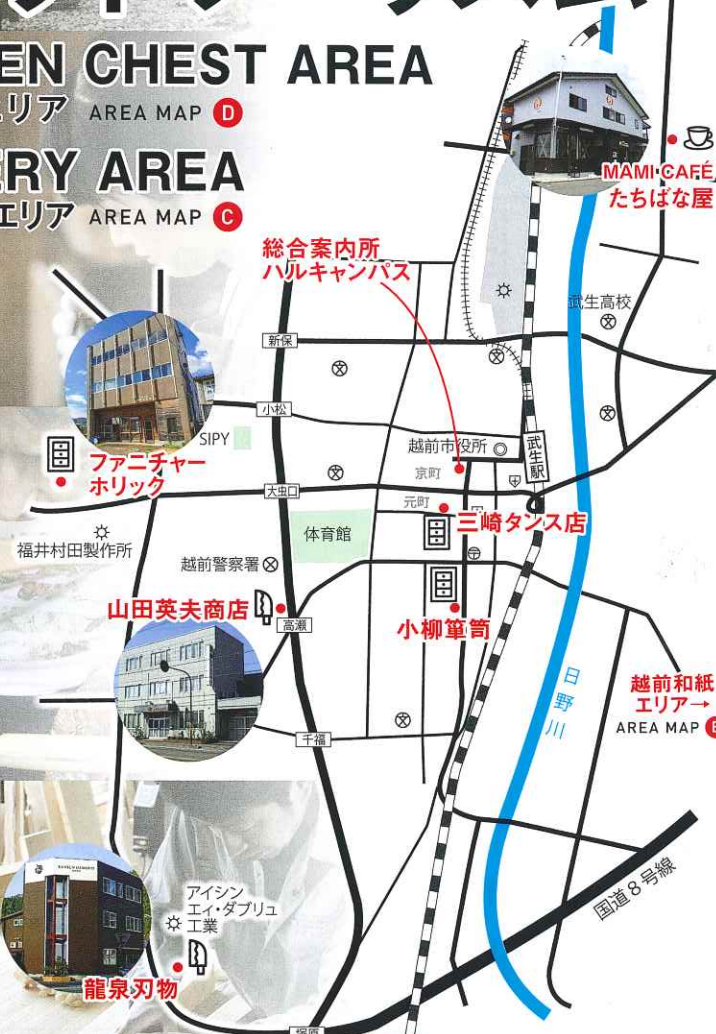 EN CHEST AREA
エリア AREA MAP D
ERY AREA
エリア AREA MAP C
MAMI CAFÉ
たちばな屋
総合案内所
ハルキャンパス
武生高校
新保
小松
SIPY
越前市役所
武生駅
京町
ファニチャー
ホリック
大虫口
元町
三崎タンス店
体育館
福井村田製作所
越前警察署
山田英夫商店
高瀬
小柳箪笥
日野川
越前和紙
エリア→
AREA MAP
千福
国道8号線
アイシン
エィ・ダブリュ
工業
龍泉刃物
塚原